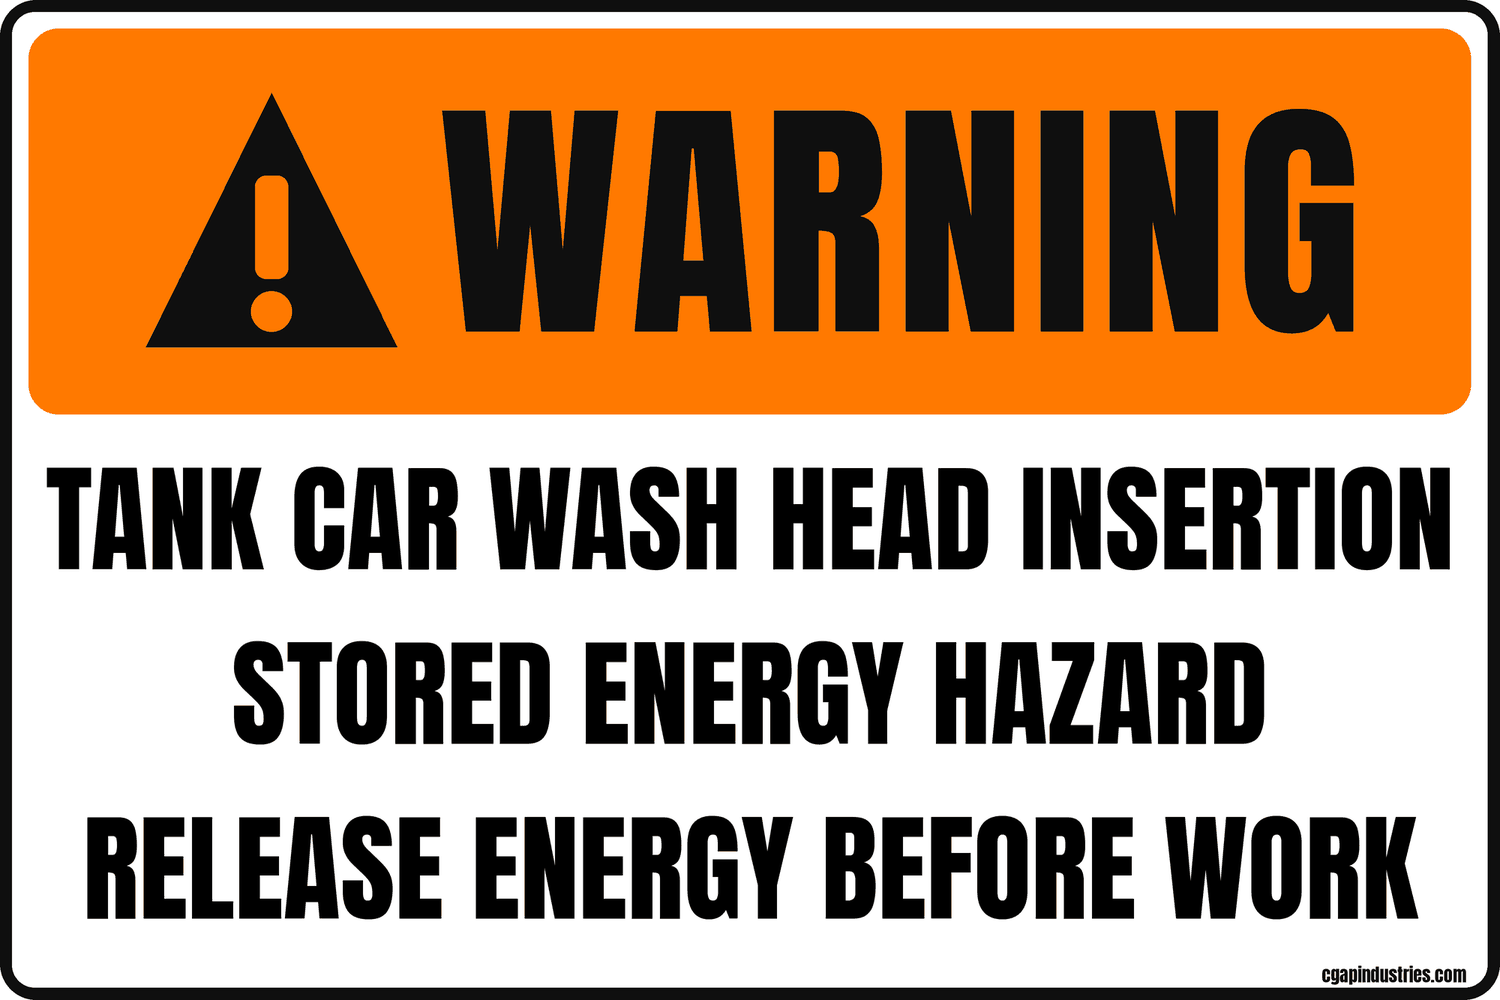 WARNING
TANK CAR WASH HEAD INSERTION
STORED ENERGY HAZARD
RELEASE ENERGY BEFORE WORK
cgapindustries.com